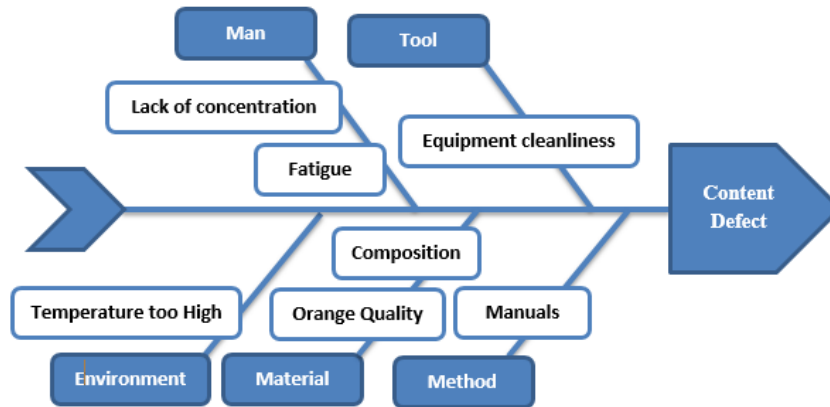 Man
Tool
Lack of concentration
Equipment cleanliness
Fatigue
Content
Defect
Composition
Temperature too High
Orange Quality
Manuals
Environment
Material
Method